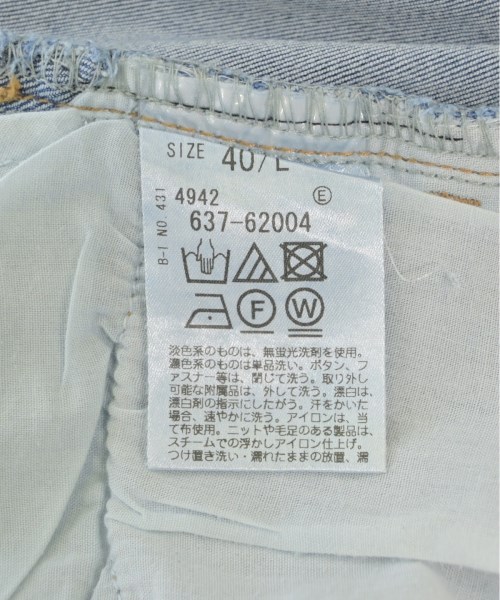 SIZE 40/L
B-I NO. 431
4942 Ⓔ
637-62004
F W
淡色系のものは、無蛍光洗剤を使用。
濃色系のものは単品洗い。ボタン、フ
ァスナー等は、閉じて洗う。取り外し
可能な附属品は、外して洗う。漂白は、
漂白剤の指示にしたがう。汗をかいた
場合、速やかに洗う。アイロンは、当
て布使用。ニットや毛足のある製品は、
スチームでの浮かしアイロン仕上げ。
つけ置き洗い・濡れたままの放置、濡